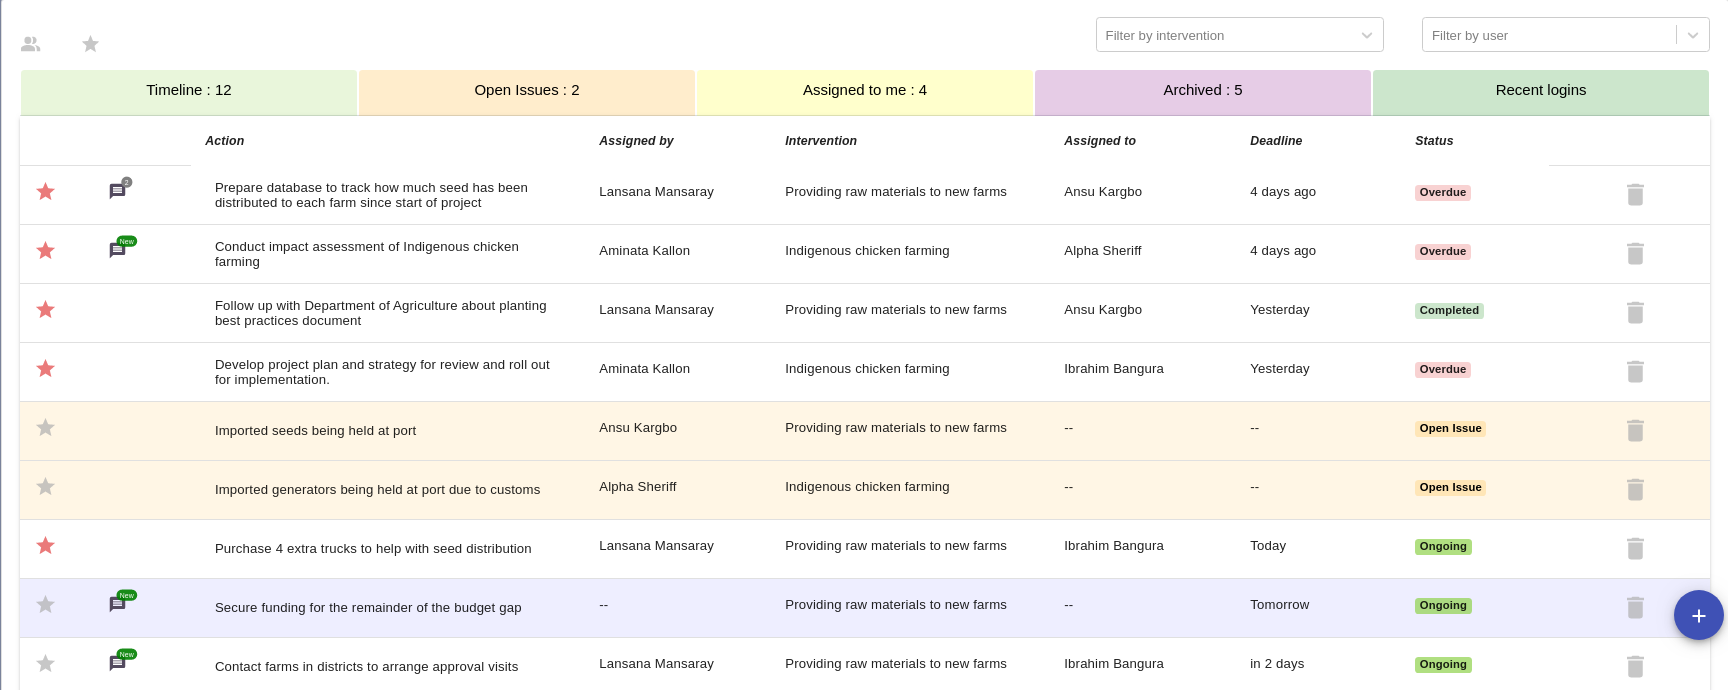 Filter by intervention
Filter by user
Timeline : 12
Open Issues : 2
Assigned to me : 4
Archived : 5
Recent logins
Action
Assigned by
Intervention
Assigned to
Deadline
Status
2
Prepare database to track how much seed has been
distributed to each farm since start of project
Lansana Mansaray
Providing raw materials to new farms
Ansu Kargbo
4 days ago
Overdue
New
Conduct impact assessment of Indigenous chicken
farming
Aminata Kallon
Indigenous chicken farming
Alpha Sheriff
4 days ago
Overdue
Follow up with Department of Agriculture about planting
best practices document
Lansana Mansaray
Providing raw materials to new farms
Ansu Kargbo
Yesterday
Completed
Develop project plan and strategy for review and roll out
for implementation.
Aminata Kallon
Indigenous chicken farming
Ibrahim Bangura
Yesterday
Overdue
Imported seeds being held at port
Ansu Kargbo
Providing raw materials to new farms
--
--
Open Issue
Imported generators being held at port due to customs
Alpha Sheriff
Indigenous chicken farming
--
--
Open Issue
Purchase 4 extra trucks to help with seed distribution
Lansana Mansaray
Providing raw materials to new farms
Ibrahim Bangura
Today
Ongoing
New
Secure funding for the remainder of the budget gap
--
Providing raw materials to new farms
--
Tomorrow
Ongoing
+
New
Contact farms in districts to arrange approval visits
Lansana Mansaray
Providing raw materials to new farms
Ibrahim Bangura
in 2 days
Ongoing